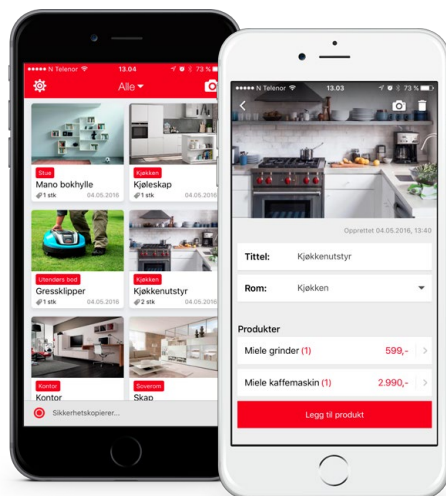 N Telenor 13.04 73 %
Alle
Stue
Mano bokhylle
1 stk 04.05.2016
Kjøkken
Kjøleskap
1 stk 04.05.2016
Utendørs bod
Gressklipper
1 stk 04.05.2016
Kjøkken
Kjøkkenutstyr
2 stk 04.05.2016
Kontor
Kontor
Soverom
Skap
Sikkerhetskopierer...
N Telenor 13.03 73 %
Opprettet 04.05.2016, 13:40
Tittel: Kjøkkenutstyr
Rom: Kjøkken
Produkter
Miele grinder (1) 599,-
Miele kaffemaskin (1) 2.990,-
Legg til produkt